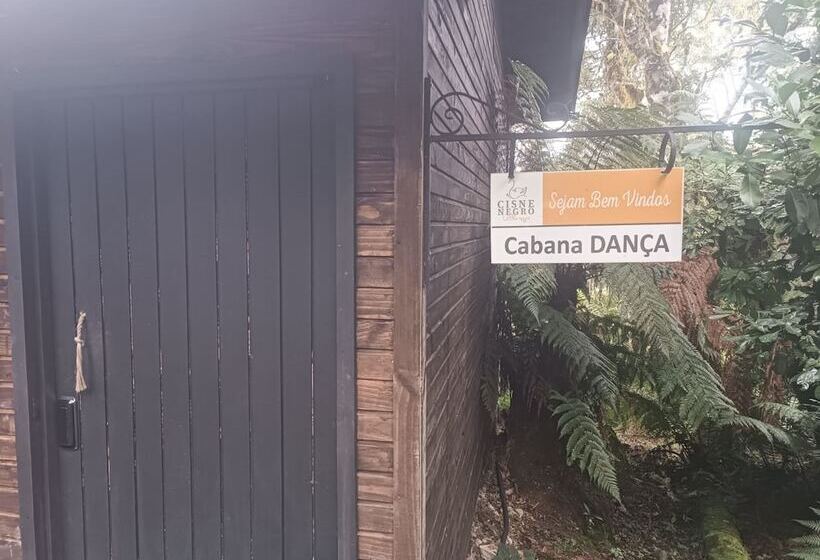 CISNE
NEGRO
Sejam Bem Vindos
Cabana DANÇA